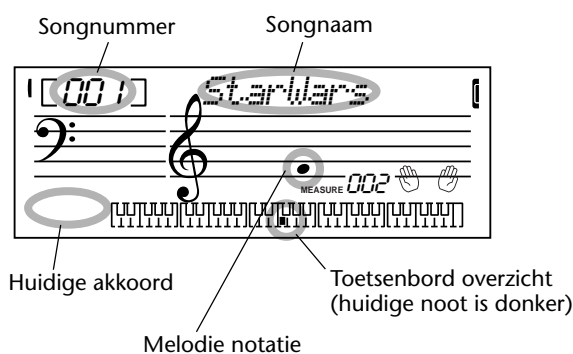 Songnummer
Songnaam
001
StarWars
MEASURE 002
Huidige akkoord
Toetsenbord overzicht
(huidige noot is donker)
Melodie notatie